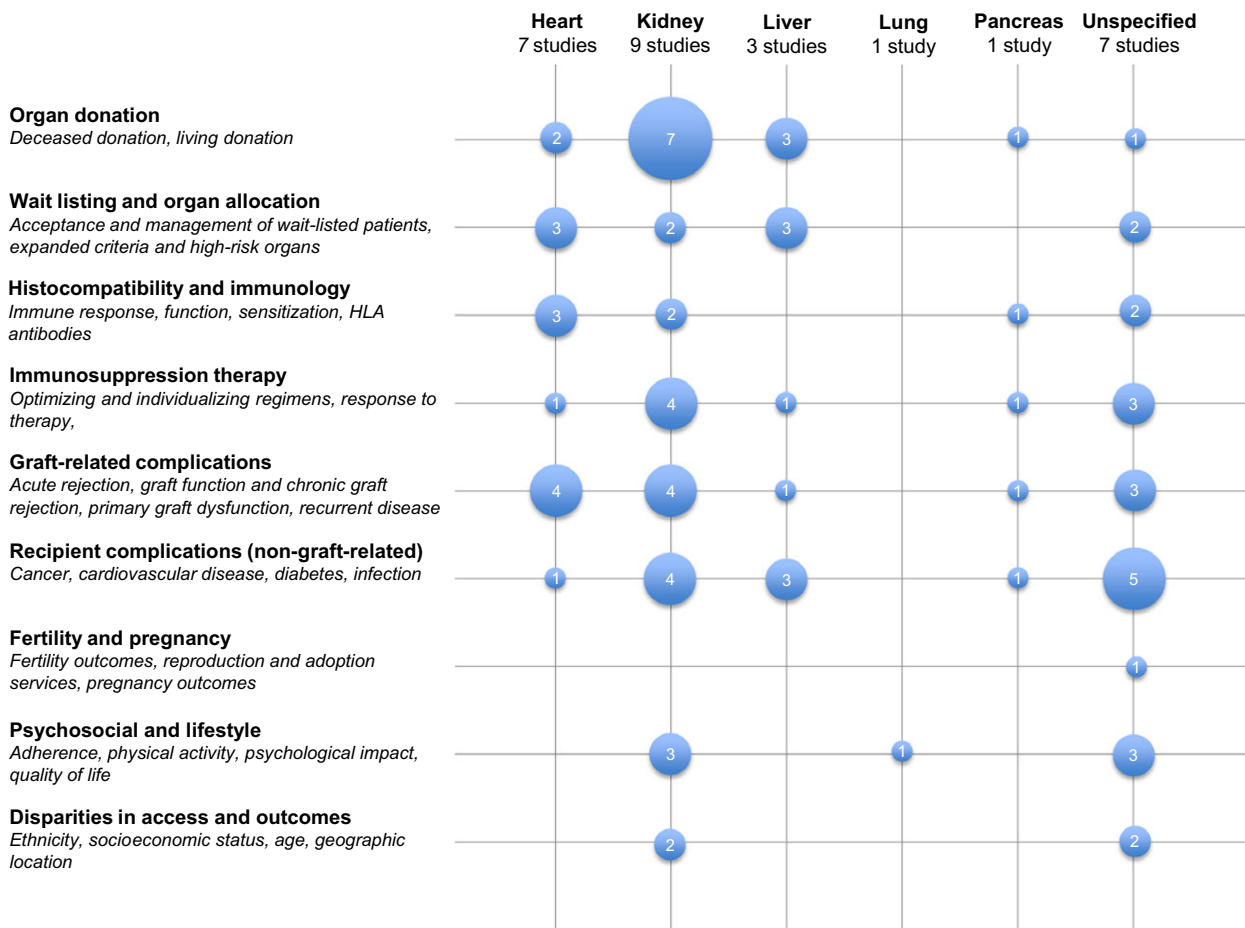 Heart Kidney Liver Lung Pancreas Unspecified
7 studies 9 studies 3 studies 1 study 1 study 7 studies
Organ donation
Deceased donation, living donation
2 7 3 1 1
Wait listing and organ allocation
Acceptance and management of wait-listed patients,
expanded criteria and high-risk organs
3 2 3 2
Histocompatibility and immunology
Immune response, function, sensitization, HLA
antibodies
3 2 1 2
Immunosuppression therapy
Optimizing and individualizing regimens, response to
therapy,
1 4 1 1 3
Graft-related complications
Acute rejection, graft function and chronic graft
rejection, primary graft dysfunction, recurrent disease
4 4 1 1 3
Recipient complications (non-graft-related)
Cancer, cardiovascular disease, diabetes, infection
1 4 3 1 5
Fertility and pregnancy
Fertility outcomes, reproduction and adoption
services, pregnancy outcomes
1
Psychosocial and lifestyle
Adherence, physical activity, psychological impact,
quality of life
3 1 3
Disparities in access and outcomes
Ethnicity, socioeconomic status, age, geographic
location
2 2